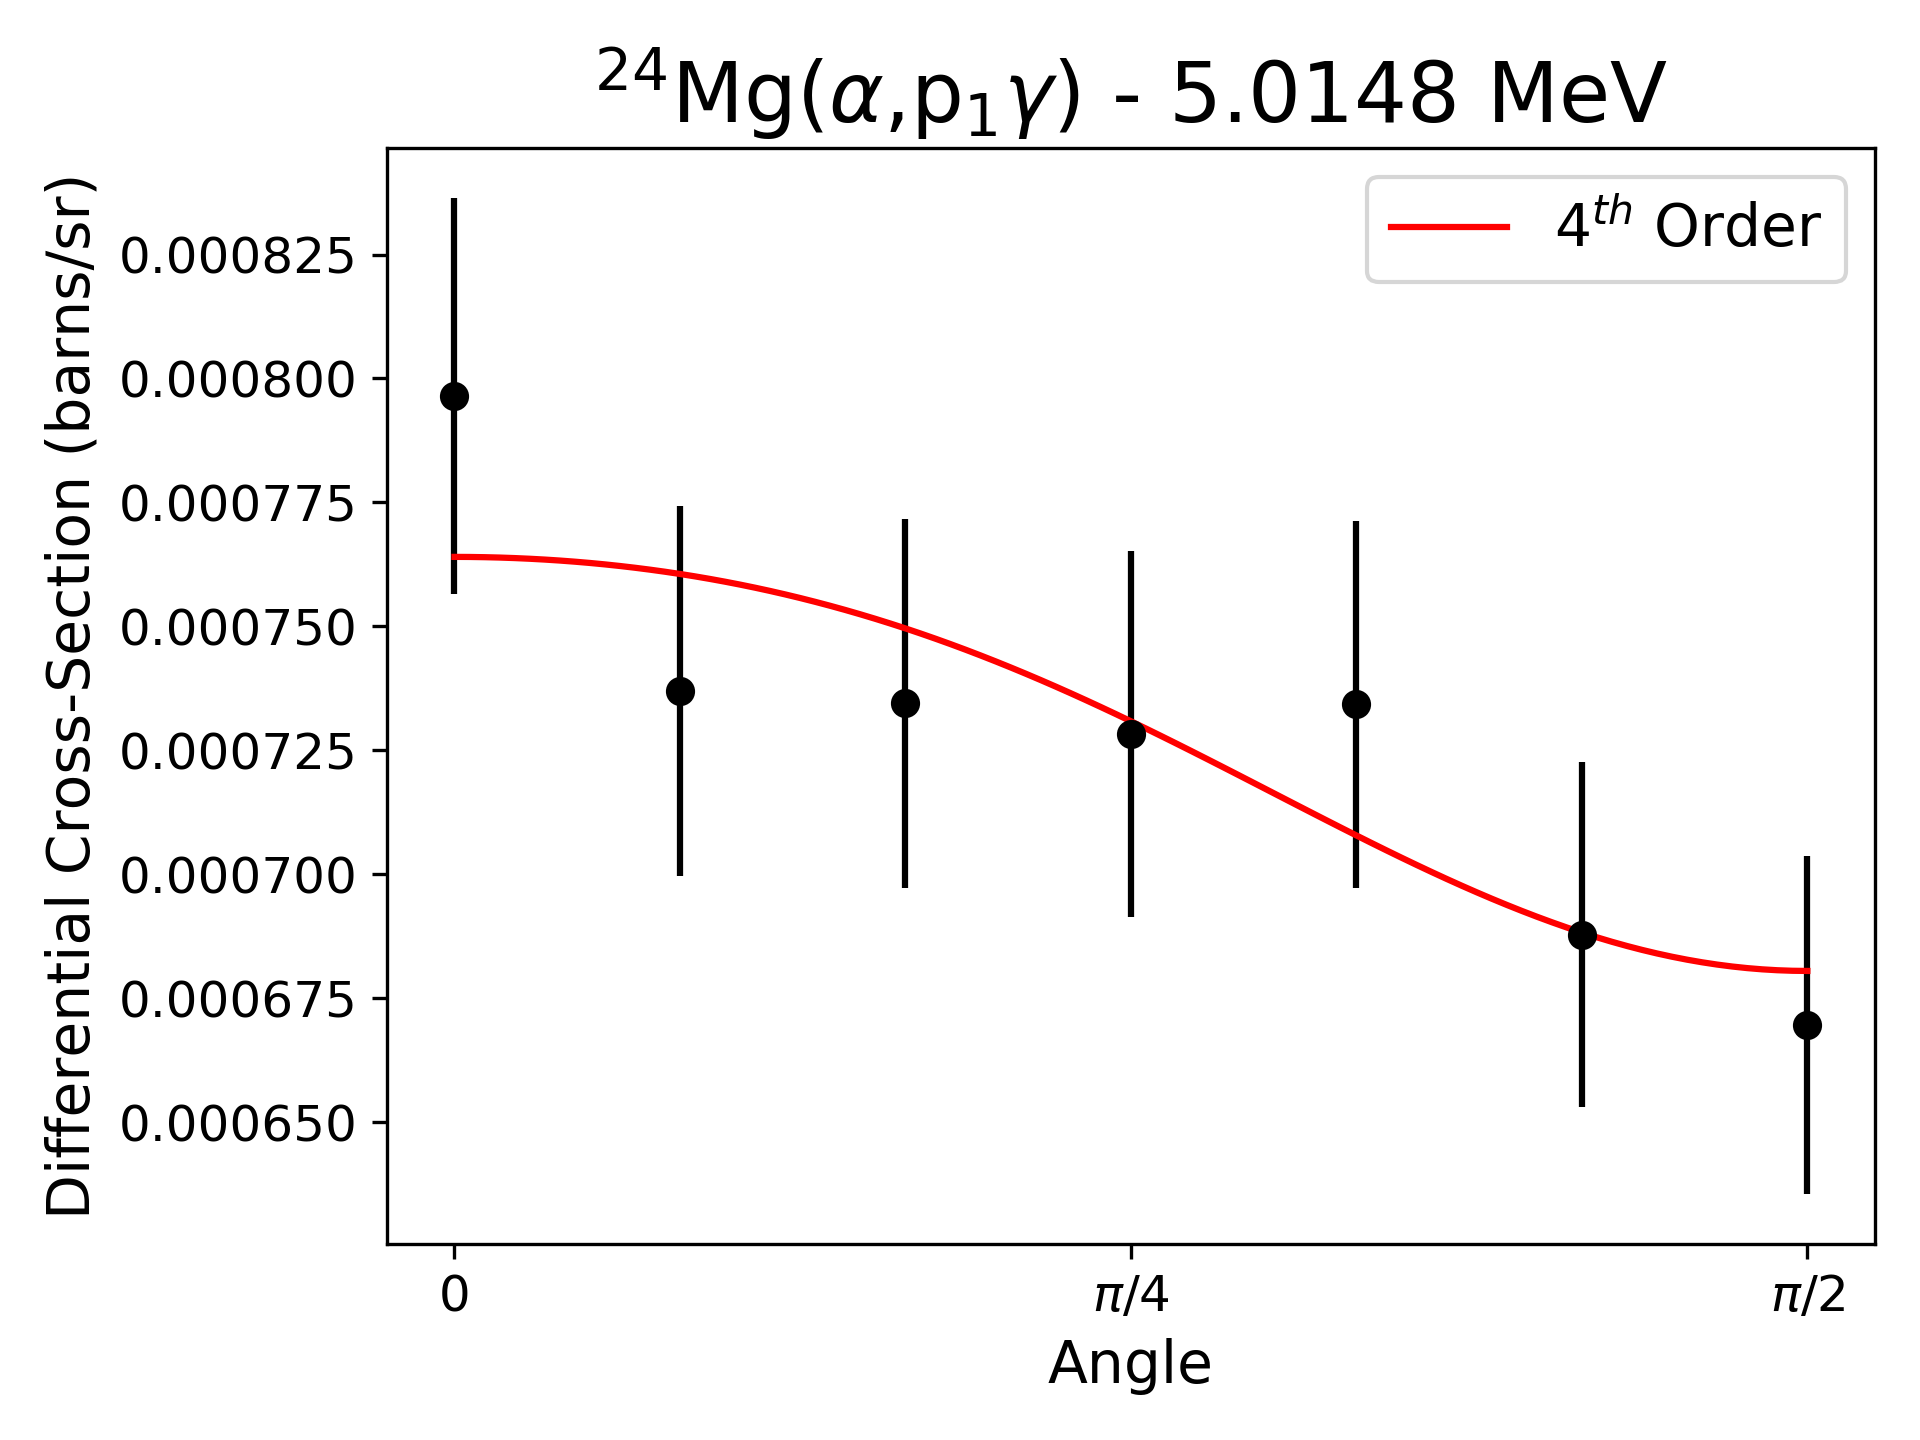 ²⁴Mg(α,p₁γ) - 5.0148 MeV
4ᵗʰ Order
Differential Cross-Section (barns/sr)
0.000825
0.000800
0.000775
0.000750
0.000725
0.000700
0.000675
0.000650
0 π/4 π/2
Angle